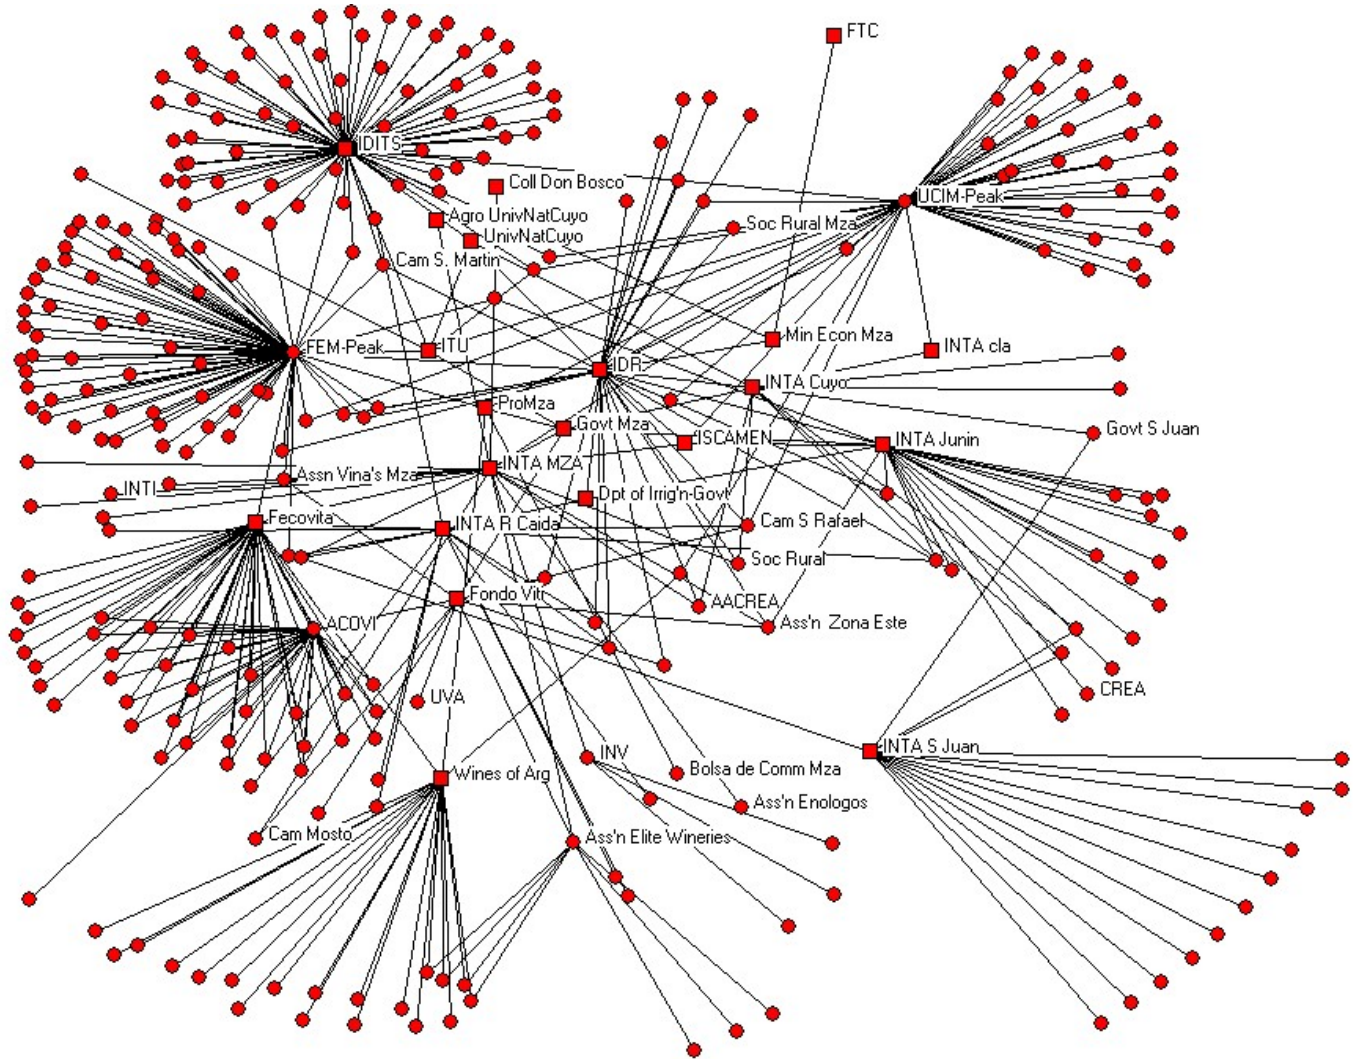 FTC
IDITS
Coll Don Bosco
UCIM-Peak
Agro UnivNatCuyo
Soc Rural Mza
UnivNatCuyo
Cam S. Martin
Min Econ Mza
FEM-Peak
ITU
INTA cla
IDR
INTA Cuyo
ProMza
Govt Mza
Govt S Juan
ISCAMEN
INTA Junin
INTA MZA
Assn Vina's Mza
INTI
Dpt of Irrig'n-Govt
Fecovita
INTA R Caida
Cam S Rafael
Soc Rural
Fondo Viti
AACREA
ACOVI
Ass'n Zona Este
CREA
UVA
INTA S Juan
INV
Wines of Arg
Bolsa de Comm Mza
Ass'n Enologos
Cam Mosto
Ass'n Elite Wineries